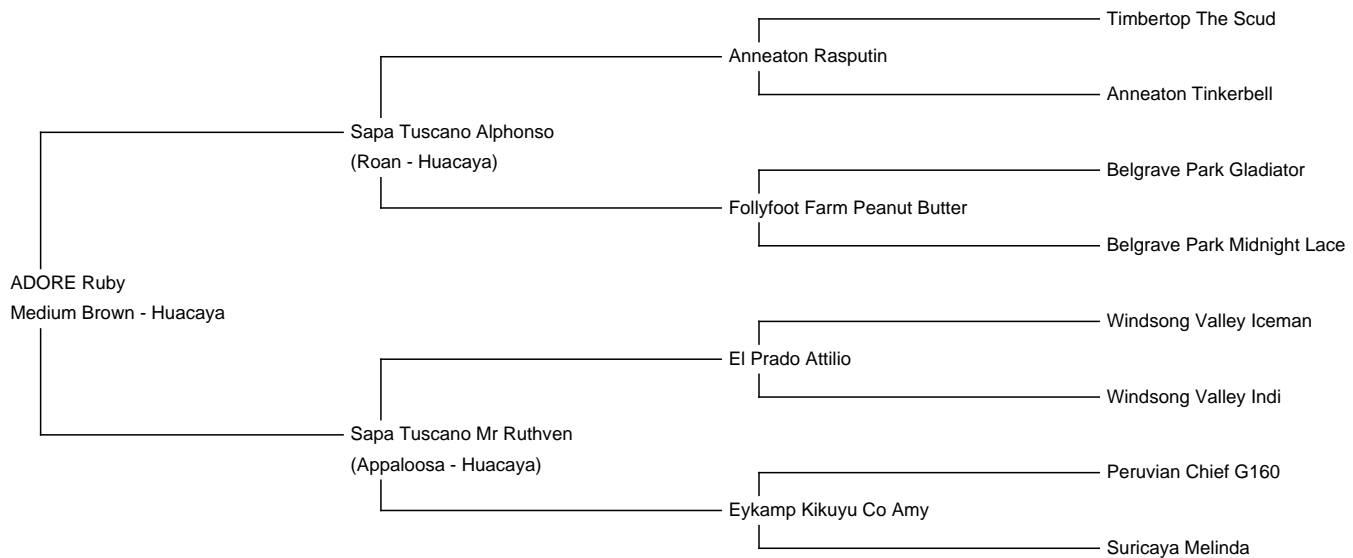 Timbertop The Scud
Anneaton Rasputin
Anneaton Tinkerbell
Sapa Tuscano Alphonso
(Roan - Huacaya)
Belgrave Park Gladiator
Follyfoot Farm Peanut Butter
Belgrave Park Midnight Lace
ADORE Ruby
Medium Brown - Huacaya
Windsong Valley Iceman
El Prado Attilio
Windsong Valley Indi
Sapa Tuscano Mr Ruthven
(Appaloosa - Huacaya)
Peruvian Chief G160
Eykamp Kikuyu Co Amy
Suricaya Melinda